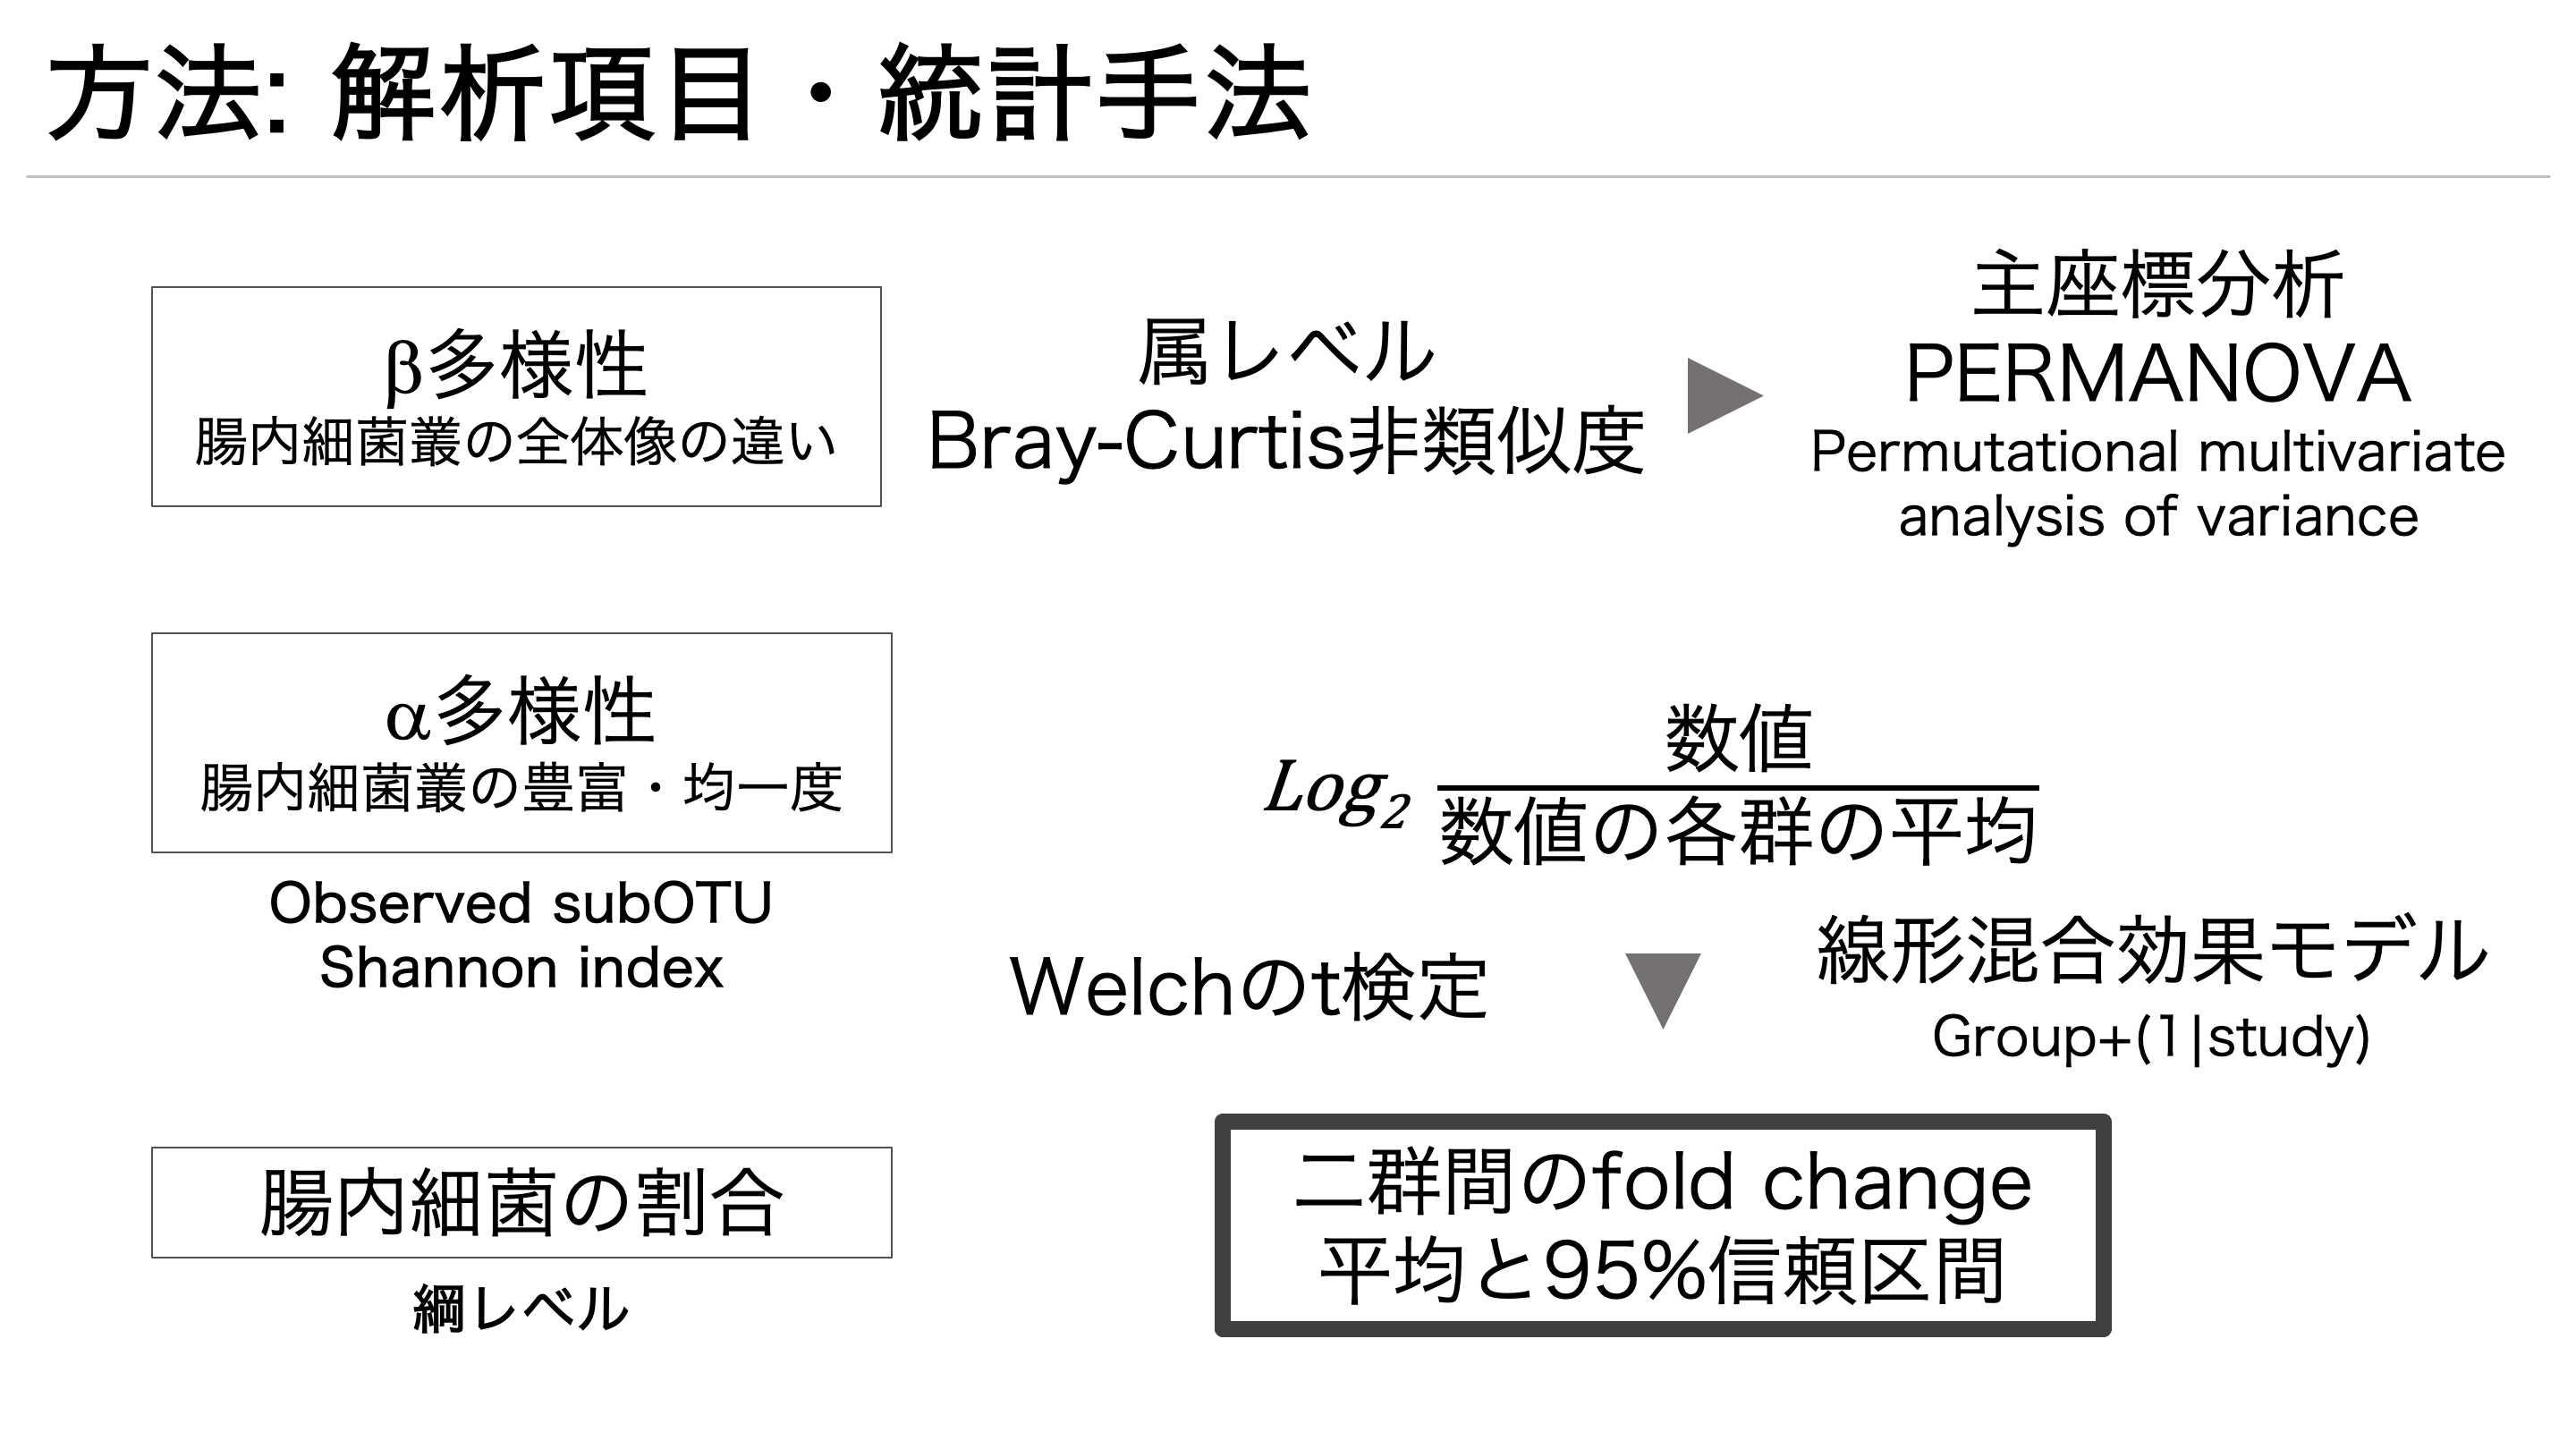 方法: 解析項目・統計手法
β多様性
腸内細菌叢の全体像の違い
属レベル
Bray-Curtis非類似度
主座標分析
PERMANOVA
Permutational multivariate
analysis of variance
α多様性
腸内細菌叢の豊富・均一度
Observed subOTU
Shannon index
Log2 数値
数値の各群の平均
Welchのt検定
線形混合効果モデル
Group+(1|study)
腸内細菌の割合
綱レベル
二群間のfold change
平均と95%信頼区間